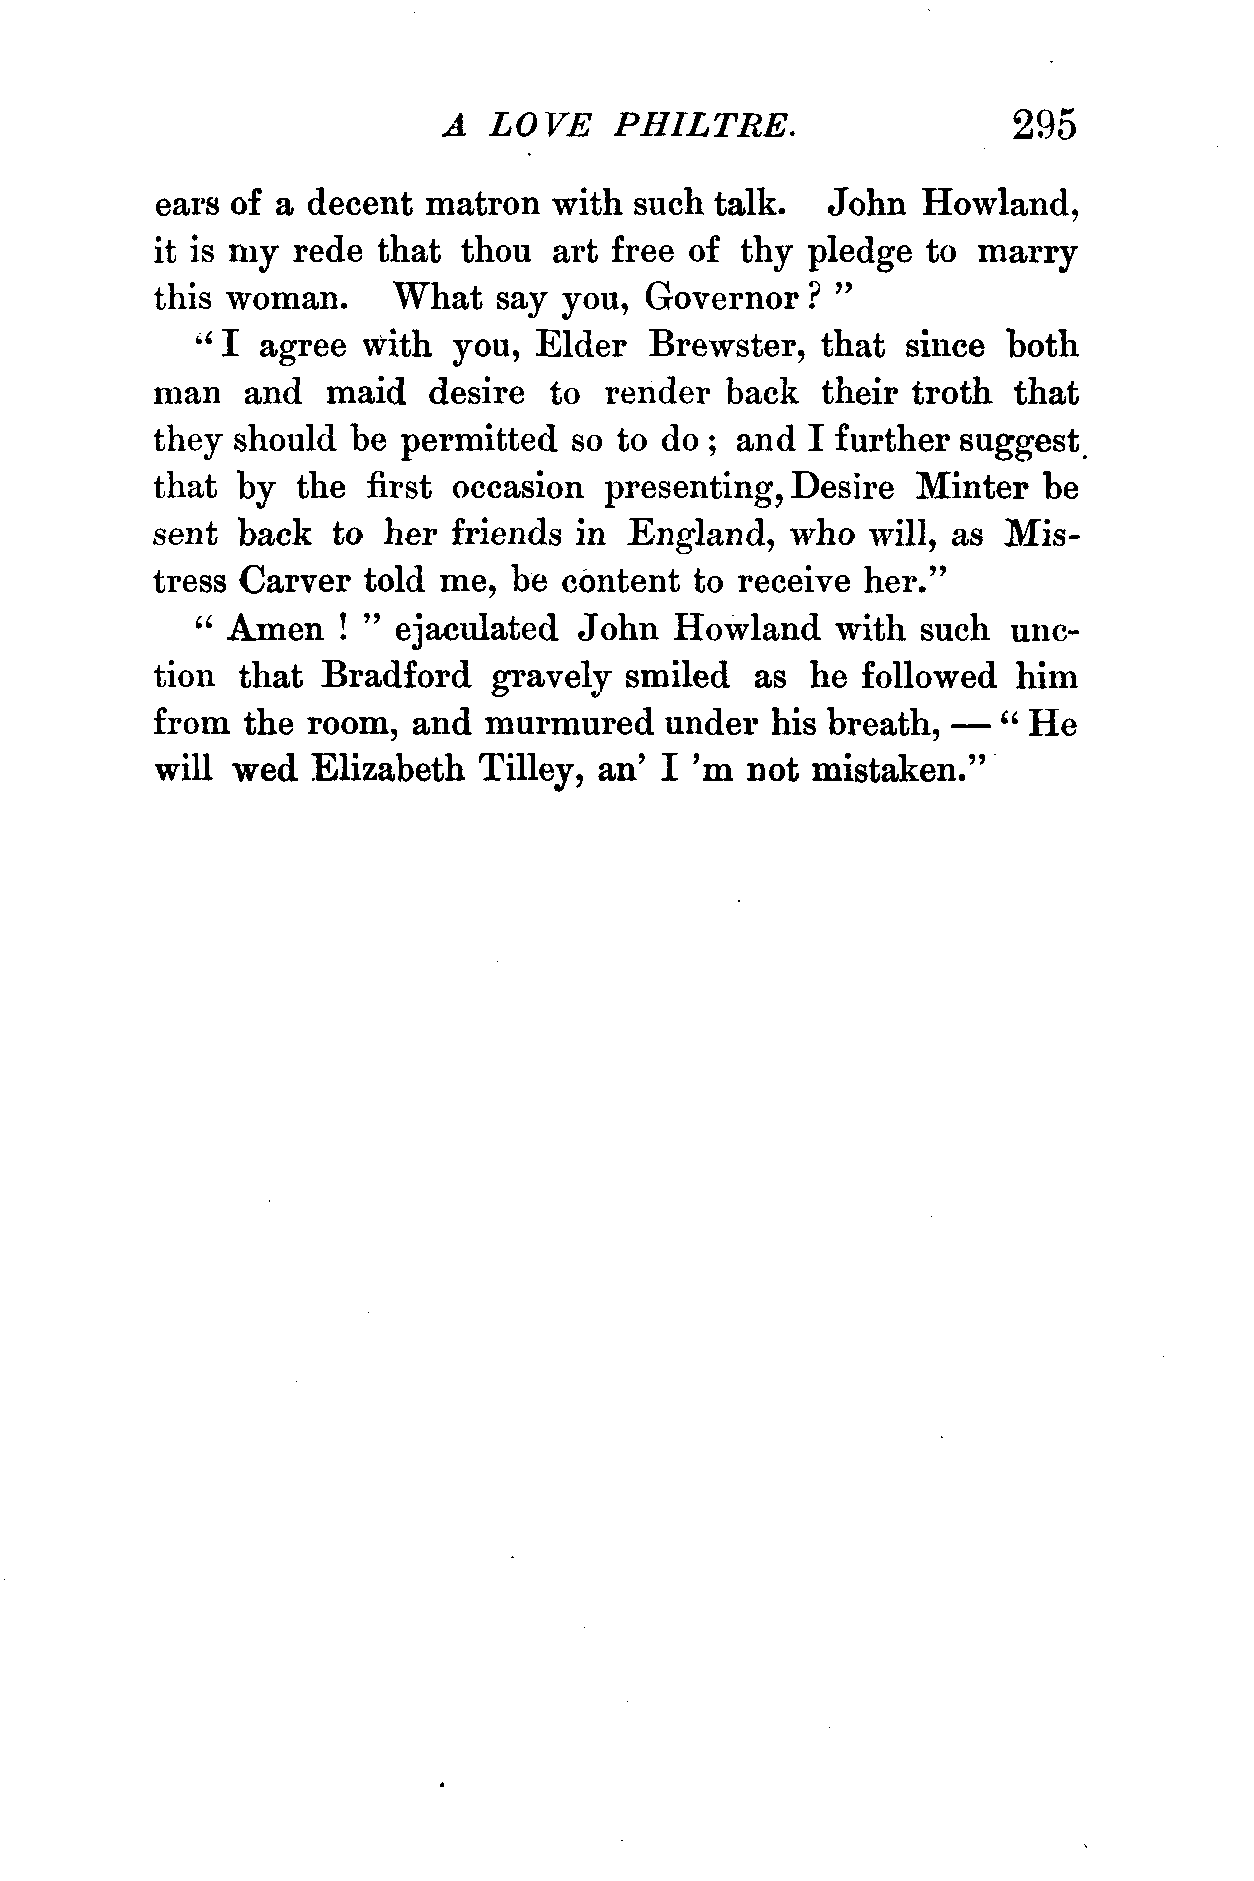 A LOVE PHILTRE. 295
ears of a decent matron with such talk. John Howland,
it is my rede that thou art free of thy pledge to marry
this woman. What say you, Governor ? "
" I agree with you, Elder Brewster, that since both
man and maid desire to render back their troth that
they should be permitted so to do ; and I further suggest
that by the first occasion presenting, Desire Minter be
sent back to her friends in England, who will, as Mis-
tress Carver told me, be content to receive her."
" Amen ! " ejaculated John Howland with such unc-
tion that Bradford gravely smiled as he followed him
from the room, and murmured under his breath, — " He
will wed Elizabeth Tilley, an' I 'm not mistaken."